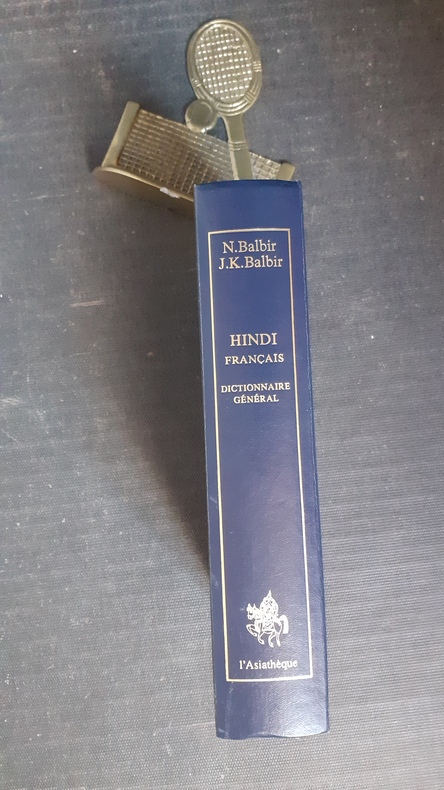 N.Balbir
J.K.Balbir
HINDI
FRANÇAIS
DICTIONNAIRE
GÉNÉRAL
l'Asiathèque